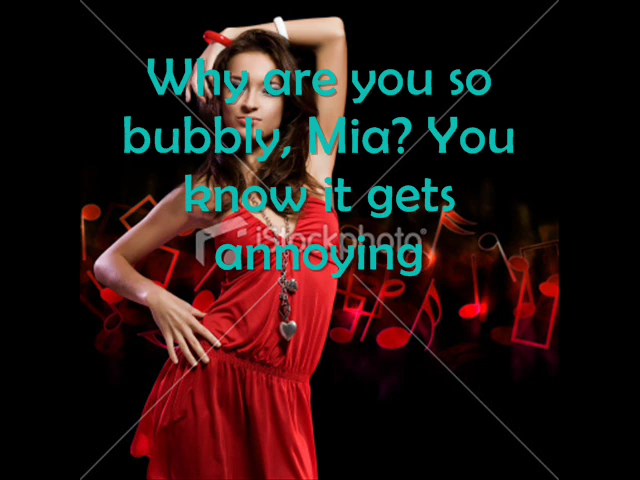 Why are you so
bubbly, Mia? You
know it gets
annoying
iStockphoto